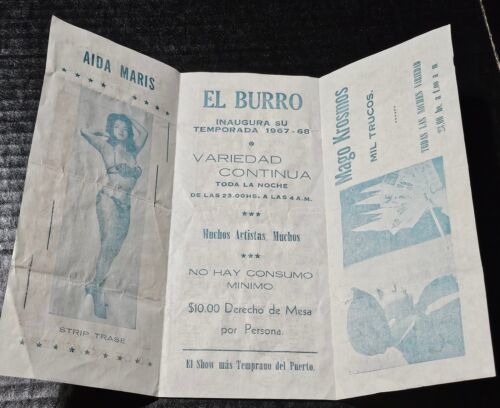 AIDA MARIS
STRIP TRASE
EL BURRO
INAUGURA SU
TEMPORADA 1967-68
VARIEDAD
CONTINUA
TODA LA NOCHE
DE LAS 23.00HS. A LAS 4 A.M.
Muchos Artistas, Muchos
NO HAY CONSUMO
MINIMO
$10.00 Derecho de Mesa
por Persona.
El Show más Temprano del Puerto.
Mago Krosmos
MIL TRUCOS.
TODAS LAS NOCHES VARIEDAD